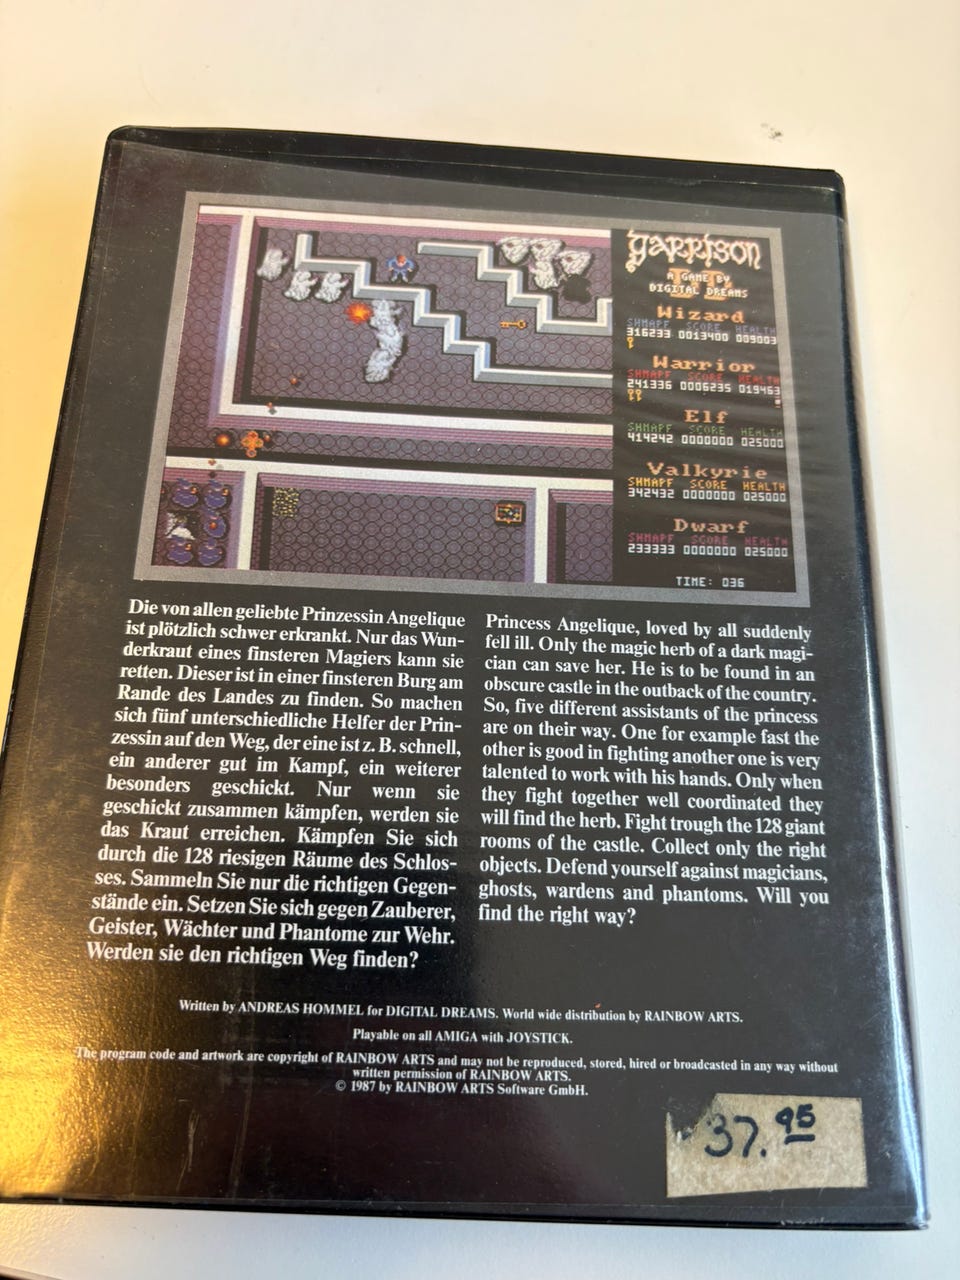 garrison
II
A GAME BY
DIGITAL DREAMS
Wizard
SHMAPF SCORE HEALTH
316233 0013400 009003
Warrior
SHMAPF SCORE HEALTH
241336 0006235 019463
Elf
SHMAPF SCORE HEALTH
414242 0000000 025000
Valkyrie
SHMAPF SCORE HEALTH
342432 0000000 025000
Dwarf
SHMAPF SCORE HEALTH
233333 0000000 025000
TIME: 036
Die von allen geliebte Prinzessin Angelique
ist plötzlich schwer erkrankt. Nur das Wun-
derkraut eines finsteren Magiers kann sie
retten. Dieser ist in einer finsteren Burg am
Rande des Landes zu finden. So machen
sich fünf unterschiedliche Helfer der Prin-
zessin auf den Weg, der eine ist z. B. schnell,
ein anderer gut im Kampf, ein weiterer
besonders geschickt. Nur wenn sie
geschickt zusammen kämpfen, werden sie
das Kraut erreichen. Kämpfen Sie sich
durch die 128 riesigen Räume des Schlos-
ses. Sammeln Sie nur die richtigen Gegen-
stände ein. Setzen Sie sich gegen Zauberer,
Geister, Wächter und Phantome zur Wehr.
Werden sie den richtigen Weg finden?
Princess Angelique, loved by all suddenly
fell ill. Only the magic herb of a dark magi-
cian can save her. He is to be found in an
obscure castle in the outback of the country.
So, five different assistants of the princess
are on their way. One for example fast the
other is good in fighting another one is very
talented to work with his hands. Only when
they fight together well coordinated they
will find the herb. Fight trough the 128 giant
rooms of the castle. Collect only the right
objects. Defend yourself against magicians,
ghosts, wardens and phantoms. Will you
find the right way?
Written by ANDREAS HOMMEL for DIGITAL DREAMS. World wide distribution by RAINBOW ARTS.
Playable on all AMIGA with JOYSTICK.
The program code and artwork are copyright of RAINBOW ARTS and may not be reproduced, stored, hired or broadcasted in any way without
written permission of RAINBOW ARTS.
© 1987 by RAINBOW ARTS Software GmbH.
37.95